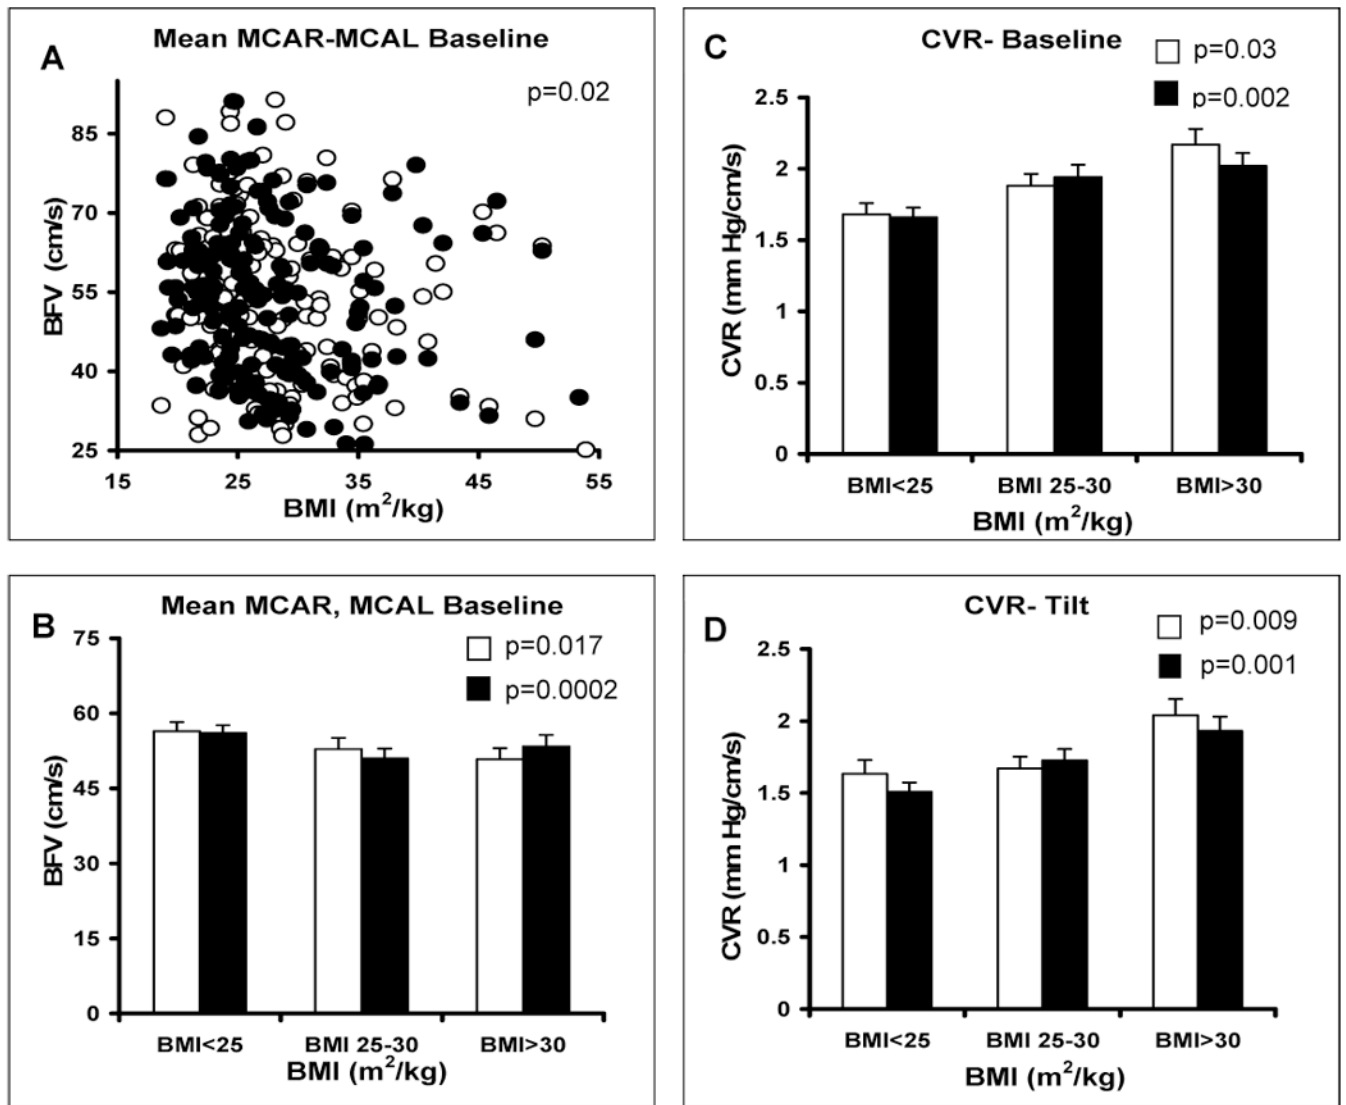 A
Mean MCAR-MCAL Baseline
p=0.02
BFV (cm/s)
85
70
55
40
25
15 25 35 45 55
BMI (m²/kg)
B
Mean MCAR, MCAL Baseline
p=0.017
p=0.0002
BFV (cm/s)
75
60
45
30
15
0
BMI<25 BMI 25-30 BMI>30
BMI (m²/kg)
C
CVR- Baseline
p=0.03
p=0.002
CVR (mm Hg/cm/s)
2.5
2
1.5
1
0.5
0
BMI<25 BMI 25-30 BMI>30
BMI (m²/kg)
D
CVR- Tilt
p=0.009
p=0.001
CVR (mm Hg/cm/s)
2.5
2
1.5
1
0.5
0
BMI<25 BMI 25-30 BMI>30
BMI (m²/kg)